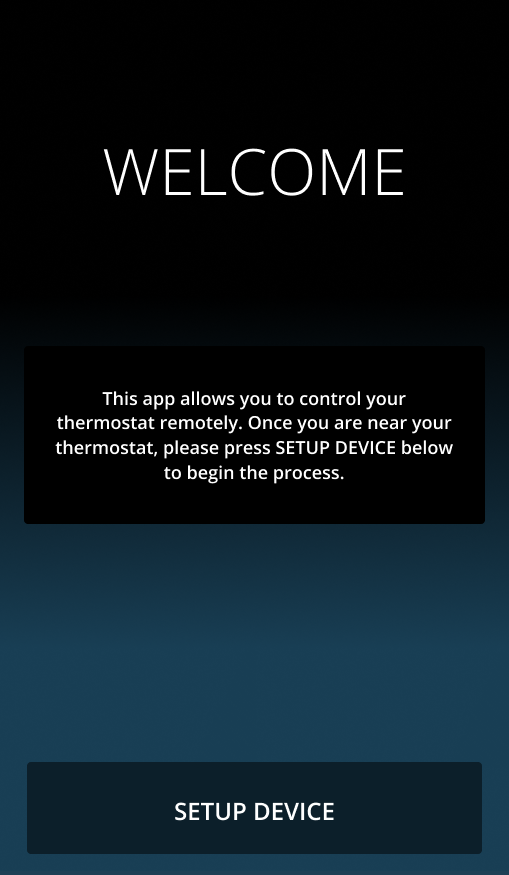 WELCOME
This app allows you to control your
thermostat remotely. Once you are near your
thermostat, please press SETUP DEVICE below
to begin the process.
SETUP DEVICE